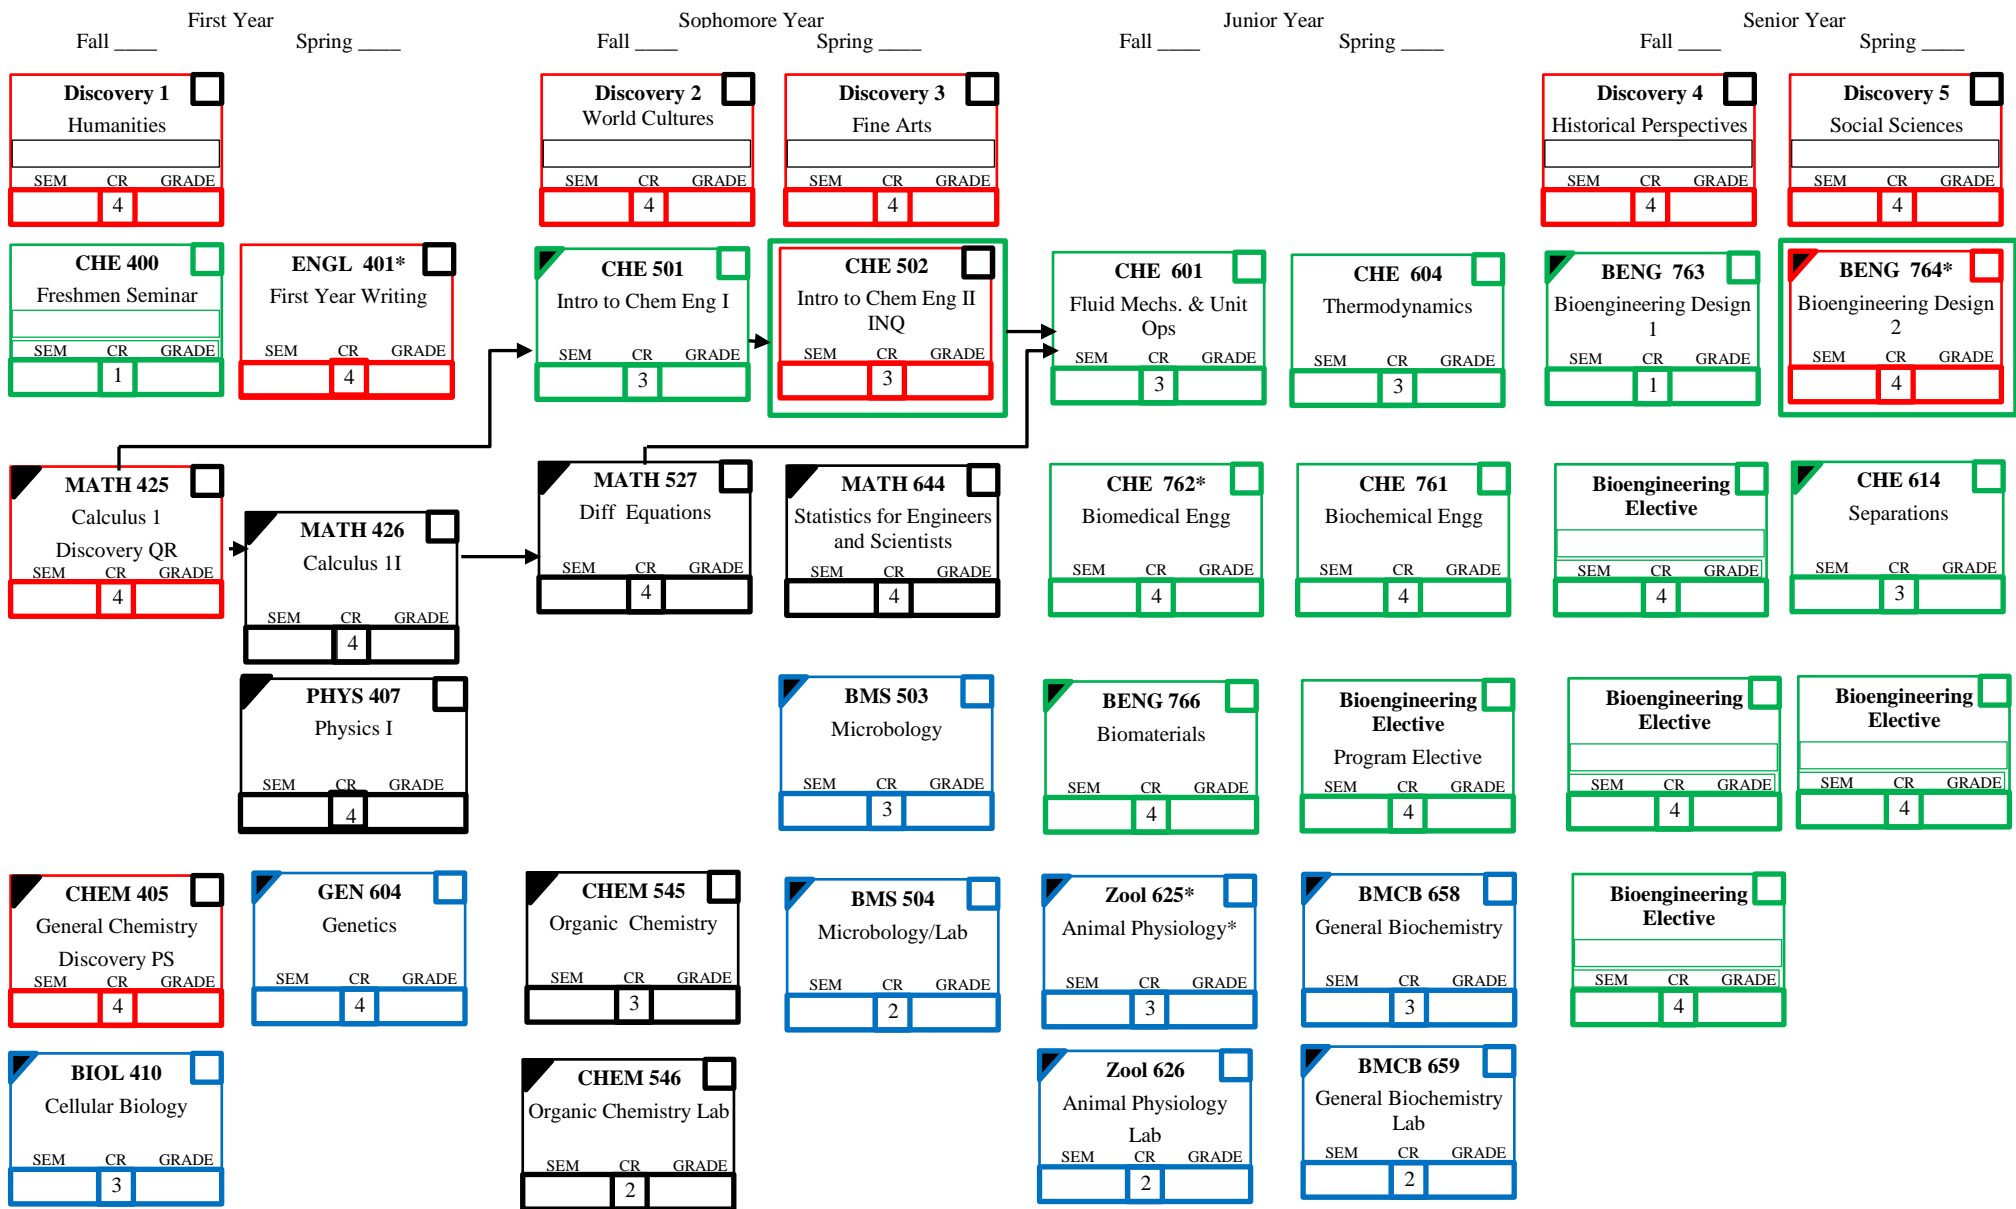 First Year
Sophomore Year
Junior Year
Senior Year
Fall ____
Spring ____
Fall ____
Spring ____
Fall ____
Spring ____
Fall ____
Spring ____
Discovery 1
Humanities
SEM CR GRADE
4
Discovery 2
World Cultures
SEM CR GRADE
4
Discovery 3
Fine Arts
SEM CR GRADE
4
Discovery 4
Historical Perspectives
SEM CR GRADE
4
Discovery 5
Social Sciences
SEM CR GRADE
4
CHE 400
Freshmen Seminar
SEM CR GRADE
1
ENGL 401*
First Year Writing
SEM CR GRADE
4
CHE 501
Intro to Chem Eng I
SEM CR GRADE
3
CHE 502
Intro to Chem Eng II
INQ
SEM CR GRADE
3
CHE 601
Fluid Mechs. & Unit
Ops
SEM CR GRADE
3
CHE 604
Thermodynamics
SEM CR GRADE
3
BENG 763
Bioengineering Design
1
SEM CR GRADE
1
BENG 764*
Bioengineering Design
2
SEM CR GRADE
4
MATH 425
Calculus 1
Discovery QR
SEM CR GRADE
4
MATH 426
Calculus 1I
SEM CR GRADE
4
MATH 527
Diff Equations
SEM CR GRADE
4
MATH 644
Statistics for Engineers
and Scientists
SEM CR GRADE
4
CHE 762*
Biomedical Engg
SEM CR GRADE
4
CHE 761
Biochemical Engg
SEM CR GRADE
4
Bioengineering
Elective
SEM CR GRADE
4
CHE 614
Separations
SEM CR GRADE
3
PHYS 407
Physics I
SEM CR GRADE
4
BMS 503
Microbology
SEM CR GRADE
3
BENG 766
Biomaterials
SEM CR GRADE
4
Bioengineering
Elective
Program Elective
SEM CR GRADE
4
Bioengineering
Elective
SEM CR GRADE
4
Bioengineering
Elective
SEM CR GRADE
4
CHEM 405
General Chemistry
Discovery PS
SEM CR GRADE
4
GEN 604
Genetics
SEM CR GRADE
4
CHEM 545
Organic Chemistry
SEM CR GRADE
3
BMS 504
Microbology/Lab
SEM CR GRADE
2
Zool 625*
Animal Physiology*
SEM CR GRADE
3
BMCB 658
General Biochemistry
SEM CR GRADE
3
Bioengineering
Elective
SEM CR GRADE
4
BIOL 410
Cellular Biology
SEM CR GRADE
3
CHEM 546
Organic Chemistry Lab
SEM CR GRADE
2
Zool 626
Animal Physiology
Lab
SEM CR GRADE
2
BMCB 659
General Biochemistry
Lab
SEM CR GRADE
2